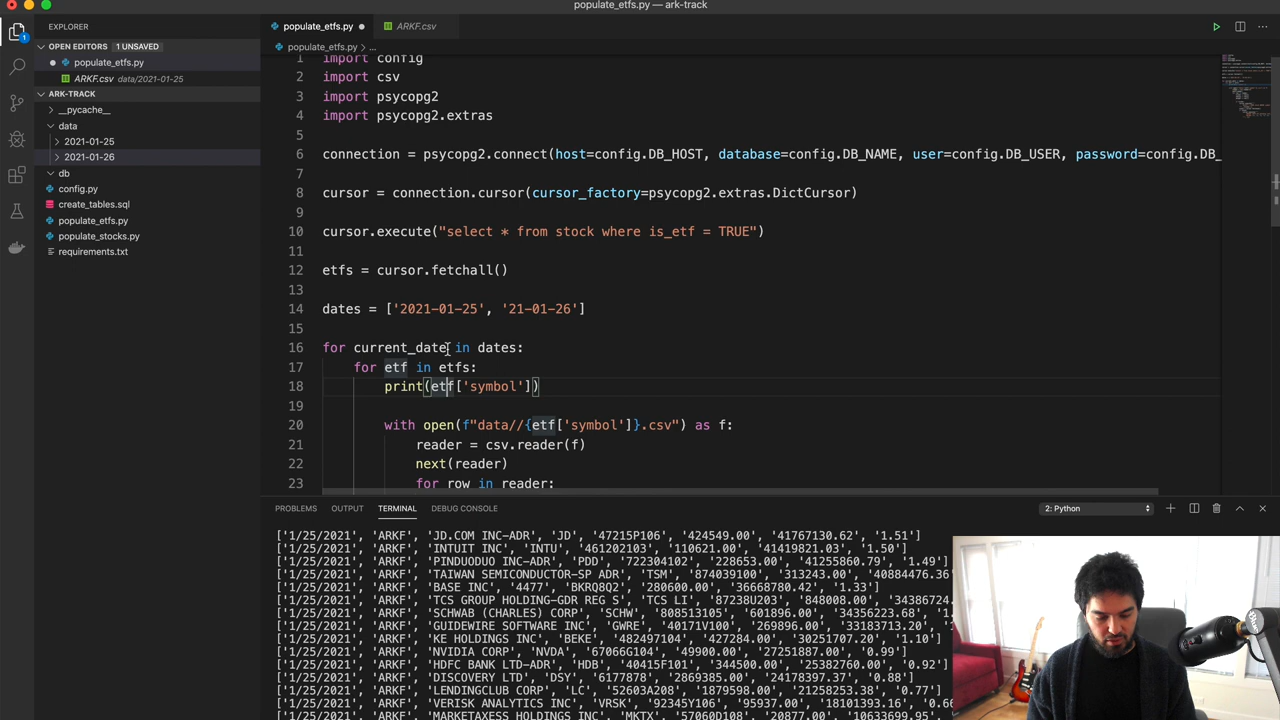 populate_etfs.py — ark-track
EXPLORER
populate_etfs.py
ARKF.csv
OPEN EDITORS 1 UNSAVED
populate_etfs.py > ...
populate_etfs.py
ARKF.csv data/2021-01-25
ARK-TRACK
__pycache__
data
2021-01-25
2021-01-26
db
config.py
create_tables.sql
populate_etfs.py
populate_stocks.py
requirements.txt
1 import config
2 import csv
3 import psycopg2
4 import psycopg2.extras
5
6 connection = psycopg2.connect(host=config.DB_HOST, database=config.DB_NAME, user=config.DB_USER, password=config.DB_
7
8 cursor = connection.cursor(cursor_factory=psycopg2.extras.DictCursor)
9
10 cursor.execute("select * from stock where is_etf = TRUE")
11
12 etfs = cursor.fetchall()
13
14 dates = ['2021-01-25', '21-01-26']
15
16 for current_date in dates:
17 for etf in etfs:
18 print(etf['symbol'])
19
20 with open(f"data//{etf['symbol']}.csv") as f:
21 reader = csv.reader(f)
22 next(reader)
23 for row in reader:
PROBLEMS OUTPUT TERMINAL DEBUG CONSOLE 2: Python
['1/25/2021', 'ARKF', 'JD.COM INC-ADR', 'JD', '47215P106', '424549.00', '41767130.62', '1.51']
['1/25/2021', 'ARKF', 'INTUIT INC', 'INTU', '461202103', '110621.00', '41419821.03', '1.50']
['1/25/2021', 'ARKF', 'PINDUODUO INC-ADR', 'PDD', '722304102', '228653.00', '41255860.79', '1.49']
['1/25/2021', 'ARKF', 'TAIWAN SEMICONDUCTOR-SP ADR', 'TSM', '874039100', '313243.00', '40884476.36'
['1/25/2021', 'ARKF', 'BASE INC', '4477', 'BKRQ8Q2', '280600.00', '36668780.42', '1.33']
['1/25/2021', 'ARKF', 'TCS GROUP HOLDING-GDR REG S', 'TCS LI', '87238U203', '848008.00', '34386724.
['1/25/2021', 'ARKF', 'SCHWAB (CHARLES) CORP', 'SCHW', '808513105', '601896.00', '34356223.68', '1.
['1/25/2021', 'ARKF', 'GUIDEWIRE SOFTWARE INC', 'GWRE', '40171V100', '269896.00', '33183713.20', '1
['1/25/2021', 'ARKF', 'KE HOLDINGS INC', 'BEKE', '482497104', '427284.00', '30251707.20', '1.10']
['1/25/2021', 'ARKF', 'NVIDIA CORP', 'NVDA', '67066G104', '49900.00', '27251887.00', '0.99']
['1/25/2021', 'ARKF', 'HDFC BANK LTD-ADR', 'HDB', '40415F101', '344500.00', '25382760.00', '0.92']
['1/25/2021', 'ARKF', 'DISCOVERY LTD', 'DSY', '6177878', '2869385.00', '24178397.37', '0.88']
['1/25/2021', 'ARKF', 'LENDINGCLUB CORP', 'LC', '52603A208', '1879598.00', '21258253.38', '0.77']
['1/25/2021', 'ARKF', 'VERISK ANALYTICS INC', 'VRSK', '92345Y106', '95937.00', '18101393.16', '0.66
['1/25/2021', 'ARKF', 'MARKETAXESS HOLDINGS INC', 'MKTX', '57060D108', '20877.00', '10633699.95',